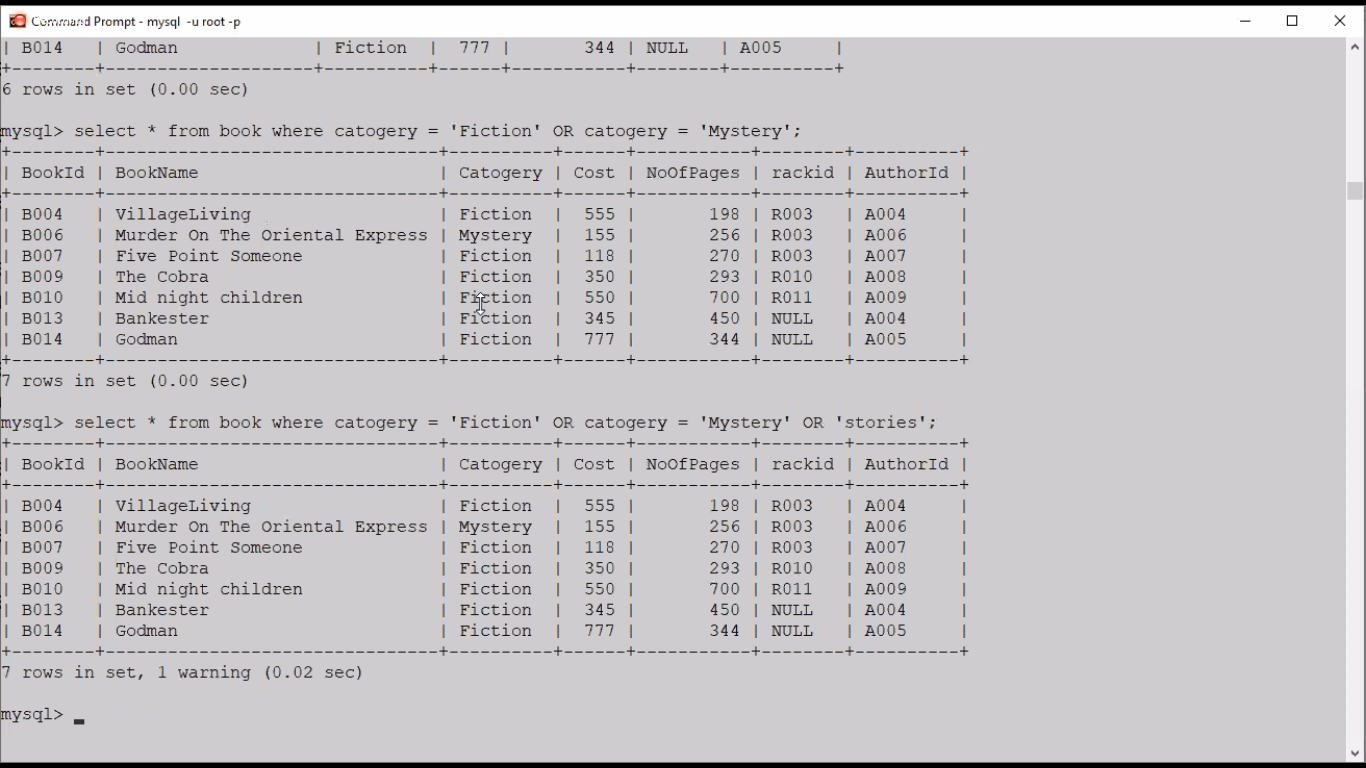 Command Prompt - mysql -u root -p
| B014   | Godman             | Fiction  |  777 |       344 | NULL   | A005     |
+--------+--------------------+----------+------+-----------+--------+----------+
6 rows in set (0.00 sec)
mysql> select * from book where catogery = 'Fiction' OR catogery = 'Mystery';
+--------+--------------------------------+----------+------+-----------+--------+----------+
| BookId | BookName                       | Catogery | Cost | NoOfPages | rackid | AuthorId |
+--------+--------------------------------+----------+------+-----------+--------+----------+
| B004   | VillageLiving                  | Fiction  |  555 |       198 | R003   | A004     |
| B006   | Murder On The Oriental Express | Mystery  |  155 |       256 | R003   | A006     |
| B007   | Five Point Someone             | Fiction  |  118 |       270 | R003   | A007     |
| B009   | The Cobra                      | Fiction  |  350 |       293 | R010   | A008     |
| B010   | Mid night children             | Fiction  |  550 |       700 | R011   | A009     |
| B013   | Bankester                      | Fiction  |  345 |       450 | NULL   | A004     |
| B014   | Godman                         | Fiction  |  777 |       344 | NULL   | A005     |
+--------+--------------------------------+----------+------+-----------+--------+----------+
7 rows in set (0.00 sec)
mysql> select * from book where catogery = 'Fiction' OR catogery = 'Mystery' OR 'stories';
+--------+--------------------------------+----------+------+-----------+--------+----------+
| BookId | BookName                       | Catogery | Cost | NoOfPages | rackid | AuthorId |
+--------+--------------------------------+----------+------+-----------+--------+----------+
| B004   | VillageLiving                  | Fiction  |  555 |       198 | R003   | A004     |
| B006   | Murder On The Oriental Express | Mystery  |  155 |       256 | R003   | A006     |
| B007   | Five Point Someone             | Fiction  |  118 |       270 | R003   | A007     |
| B009   | The Cobra                      | Fiction  |  350 |       293 | R010   | A008     |
| B010   | Mid night children             | Fiction  |  550 |       700 | R011   | A009     |
| B013   | Bankester                      | Fiction  |  345 |       450 | NULL   | A004     |
| B014   | Godman                         | Fiction  |  777 |       344 | NULL   | A005     |
+--------+--------------------------------+----------+------+-----------+--------+----------+
7 rows in set, 1 warning (0.02 sec)
mysql> _